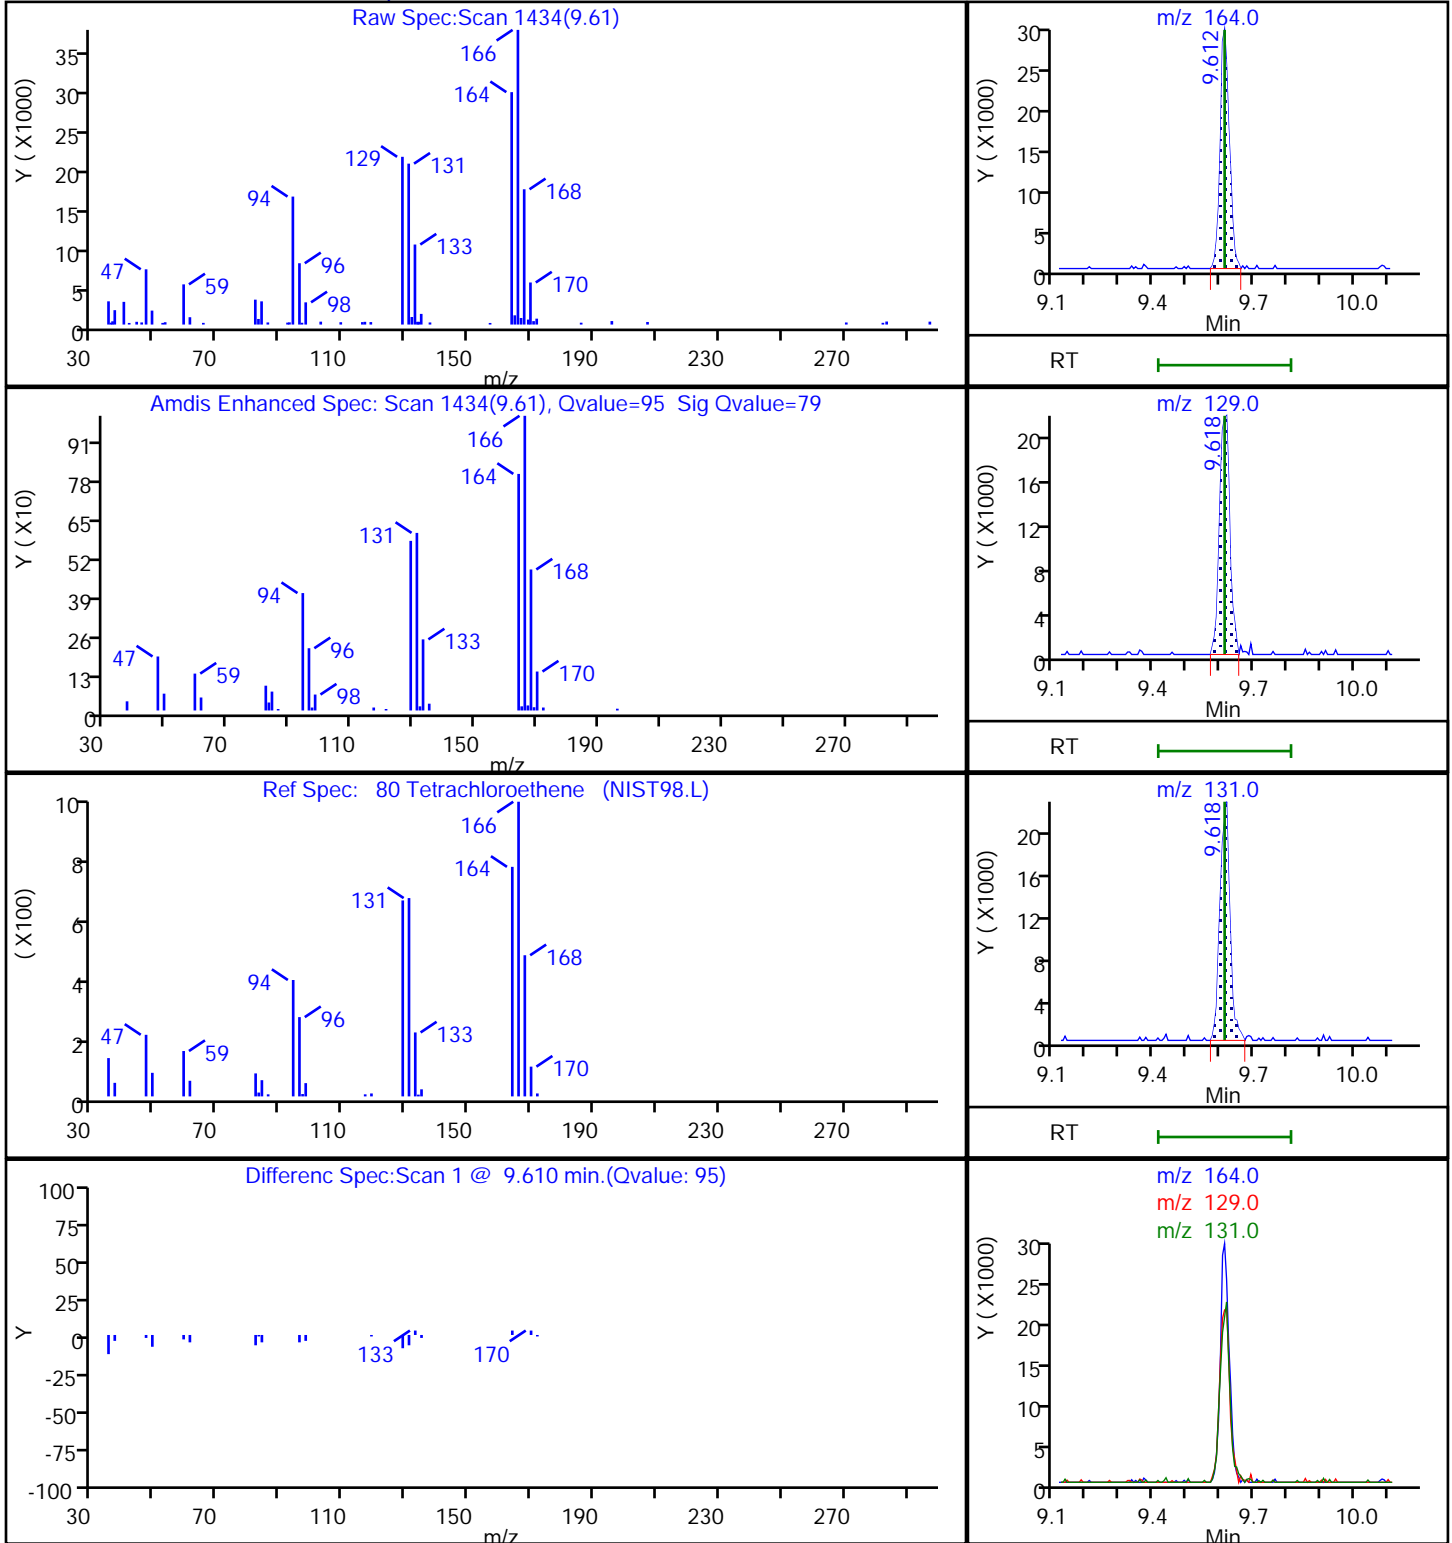 Raw Spec:Scan 1434(9.61)
Y ( X1000)
35
30
25
20
15
10
5
0
166
164
129
131
168
94
133
96
47
59
98
170
30 70 110 150 190 230 270
m/z
m/z 164.0
Y ( X1000)
30
25
20
15
10
5
0
9.612
9.1 9.4 9.7 10.0
Min
RT
Amdis Enhanced Spec: Scan 1434(9.61), Qvalue=95 Sig Qvalue=79
Y ( X10)
91
78
65
52
39
26
13
0
166
164
131
168
94
133
96
47
59
98
170
30 70 110 150 190 230 270
m/z
m/z 129.0
Y ( X1000)
20
16
12
8
4
0
9.618
9.1 9.4 9.7 10.0
Min
RT
Ref Spec: 80 Tetrachloroethene (NIST98.L)
( X100)
10
8
6
4
2
0
166
164
131
168
94
96
133
47
59
170
30 70 110 150 190 230 270
m/z 131.0
Y ( X1000)
20
16
12
8
4
0
9.618
9.1 9.4 9.7 10.0
Min
RT
Differenc Spec:Scan 1 @ 9.610 min.(Qvalue: 95)
Y
100
75
50
25
0
-25
-50
-75
-100
133
170
30 70 110 150 190 230 270
m/z
m/z 164.0
m/z 129.0
m/z 131.0
Y ( X1000)
30
25
20
15
10
5
0
9.1 9.4 9.7 10.0
Min